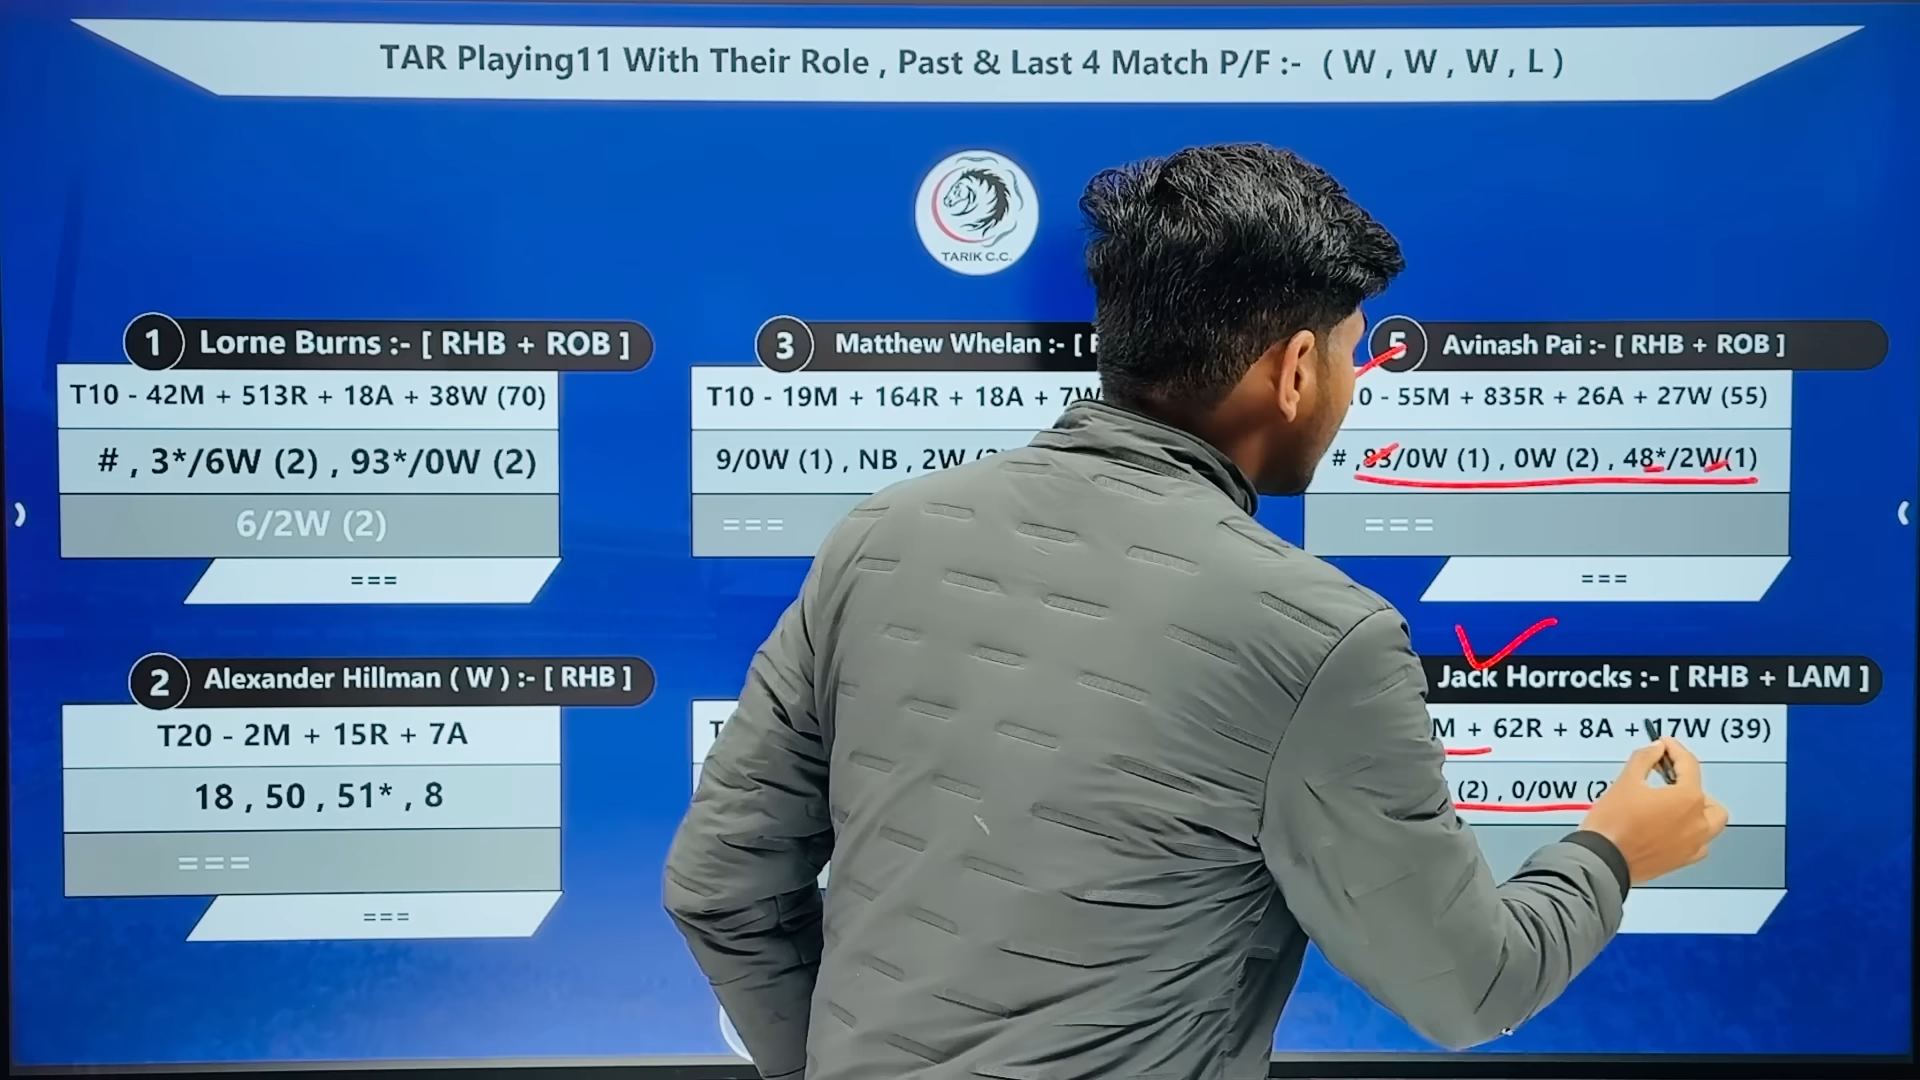 TAR Playing11 With Their Role , Past & Last 4 Match P/F :- ( W , W , W , L )
TARIK C.C.
1 Lorne Burns :- [ RHB + ROB ]
T10 - 42M + 513R + 18A + 38W (70)
# , 3*/6W (2) , 93*/0W (2)
6/2W (2)
===
2 Alexander Hillman ( W ) :- [ RHB ]
T20 - 2M + 15R + 7A
18 , 50 , 51* , 8
===
===
3 Matthew Whelan :- [
T10 - 19M + 164R + 18A + 7W
9/0W (1) , NB , 2W
===
5 Avinash Pai :- [ RHB + ROB ]
0 - 55M + 835R + 26A + 27W (55)
# ,83/0W (1) , 0W (2) , 48*/2W(1)
===
===
Jack Horrocks :- [ RHB + LAM ]
M + 62R + 8A + 17W (39)
(2) , 0/0W (2